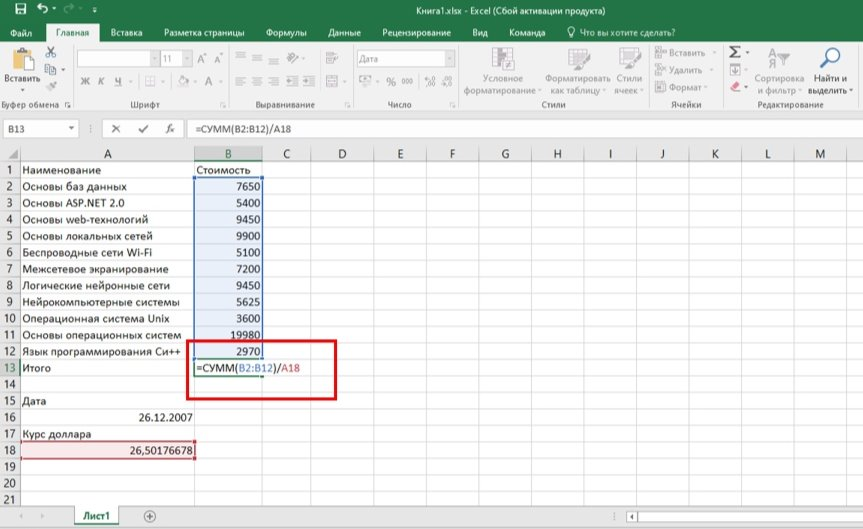 Книга1.xlsx - Excel (Сбой активации продукта)
Файл Главная Вставка Разметка страницы Формулы Данные Рецензирование Вид Команда Что вы хотите сделать?
Вставить
11
Ж К Ч
Дата
% 000
Условное форматирование
Форматировать как таблицу
Стили ячеек
Вставить
Удалить
Формат
Сортировка и фильтр
Найти и выделить
Буфер обмена Шрифт Выравнивание Число Стили Ячейки Редактирование
B13 fx =СУММ(B2:B12)/A18
A B C D E F G H I J K L M
1 Наименование Стоимость
2 Основы баз данных 7650
3 Основы ASP.NET 2.0 5400
4 Основы web-технологий 9450
5 Основы локальных сетей 9900
6 Беспроводные сети Wi-Fi 5100
7 Межсетевое экранирование 7200
8 Логические нейронные сети 9450
9 Нейрокомпьютерные системы 5625
10 Операционная система Unix 3600
11 Основы операционных систем 19980
12 Язык программирования Си++ 2970
13 Итого =СУММ(B2:B12)/A18
14
15 Дата
16 26.12.2007
17 Курс доллара
18 26,50176678
19
20
21
Лист1